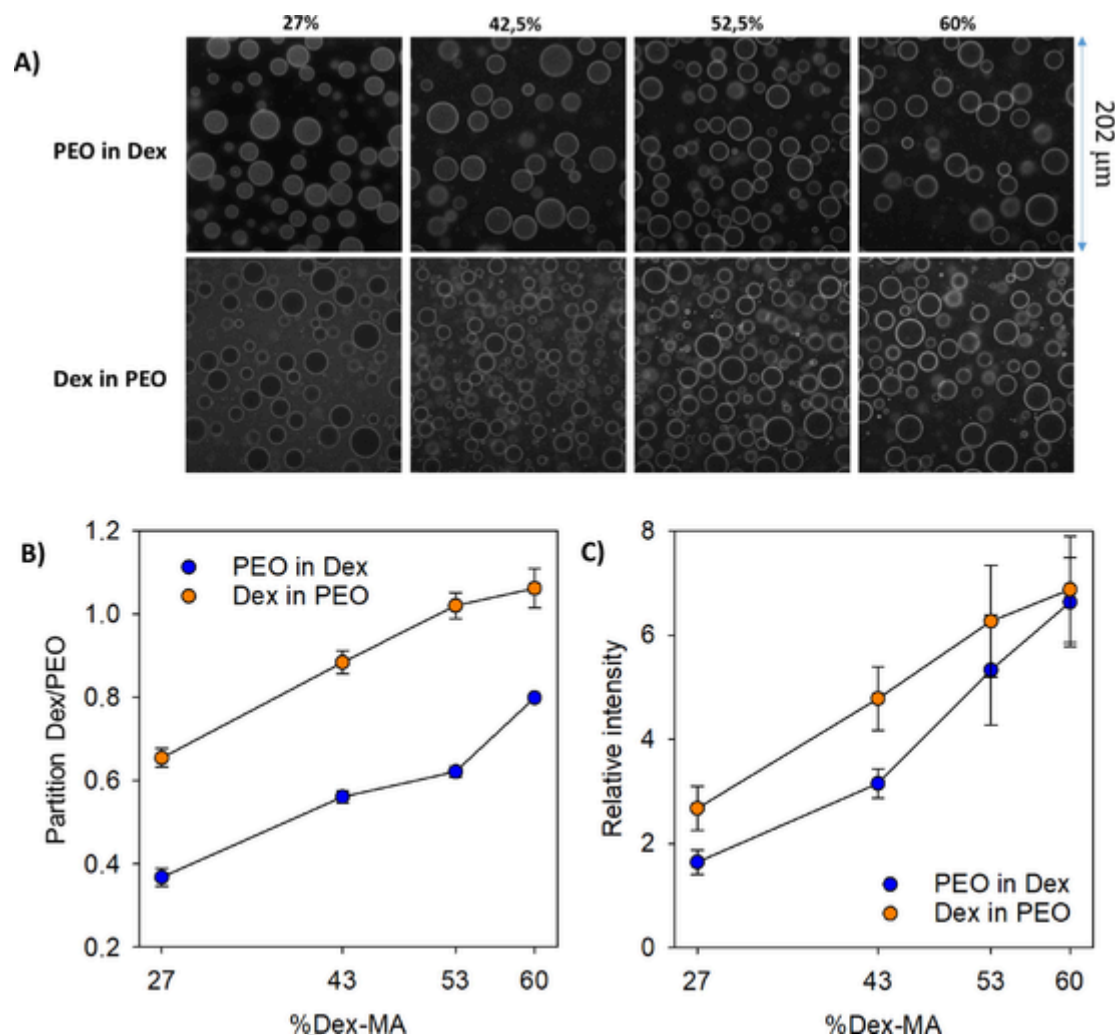 27% 42,5% 52,5% 60%
A)
PEO in Dex
202 μm
Dex in PEO
B)
PEO in Dex
Dex in PEO
1.2
1.0
0.8
0.6
0.4
0.2
Partition Dex/PEO
27 43 53 60
%Dex-MA
C)
8
6
4
2
0
Relative intensity
PEO in Dex
Dex in PEO
27 43 53 60
%Dex-MA